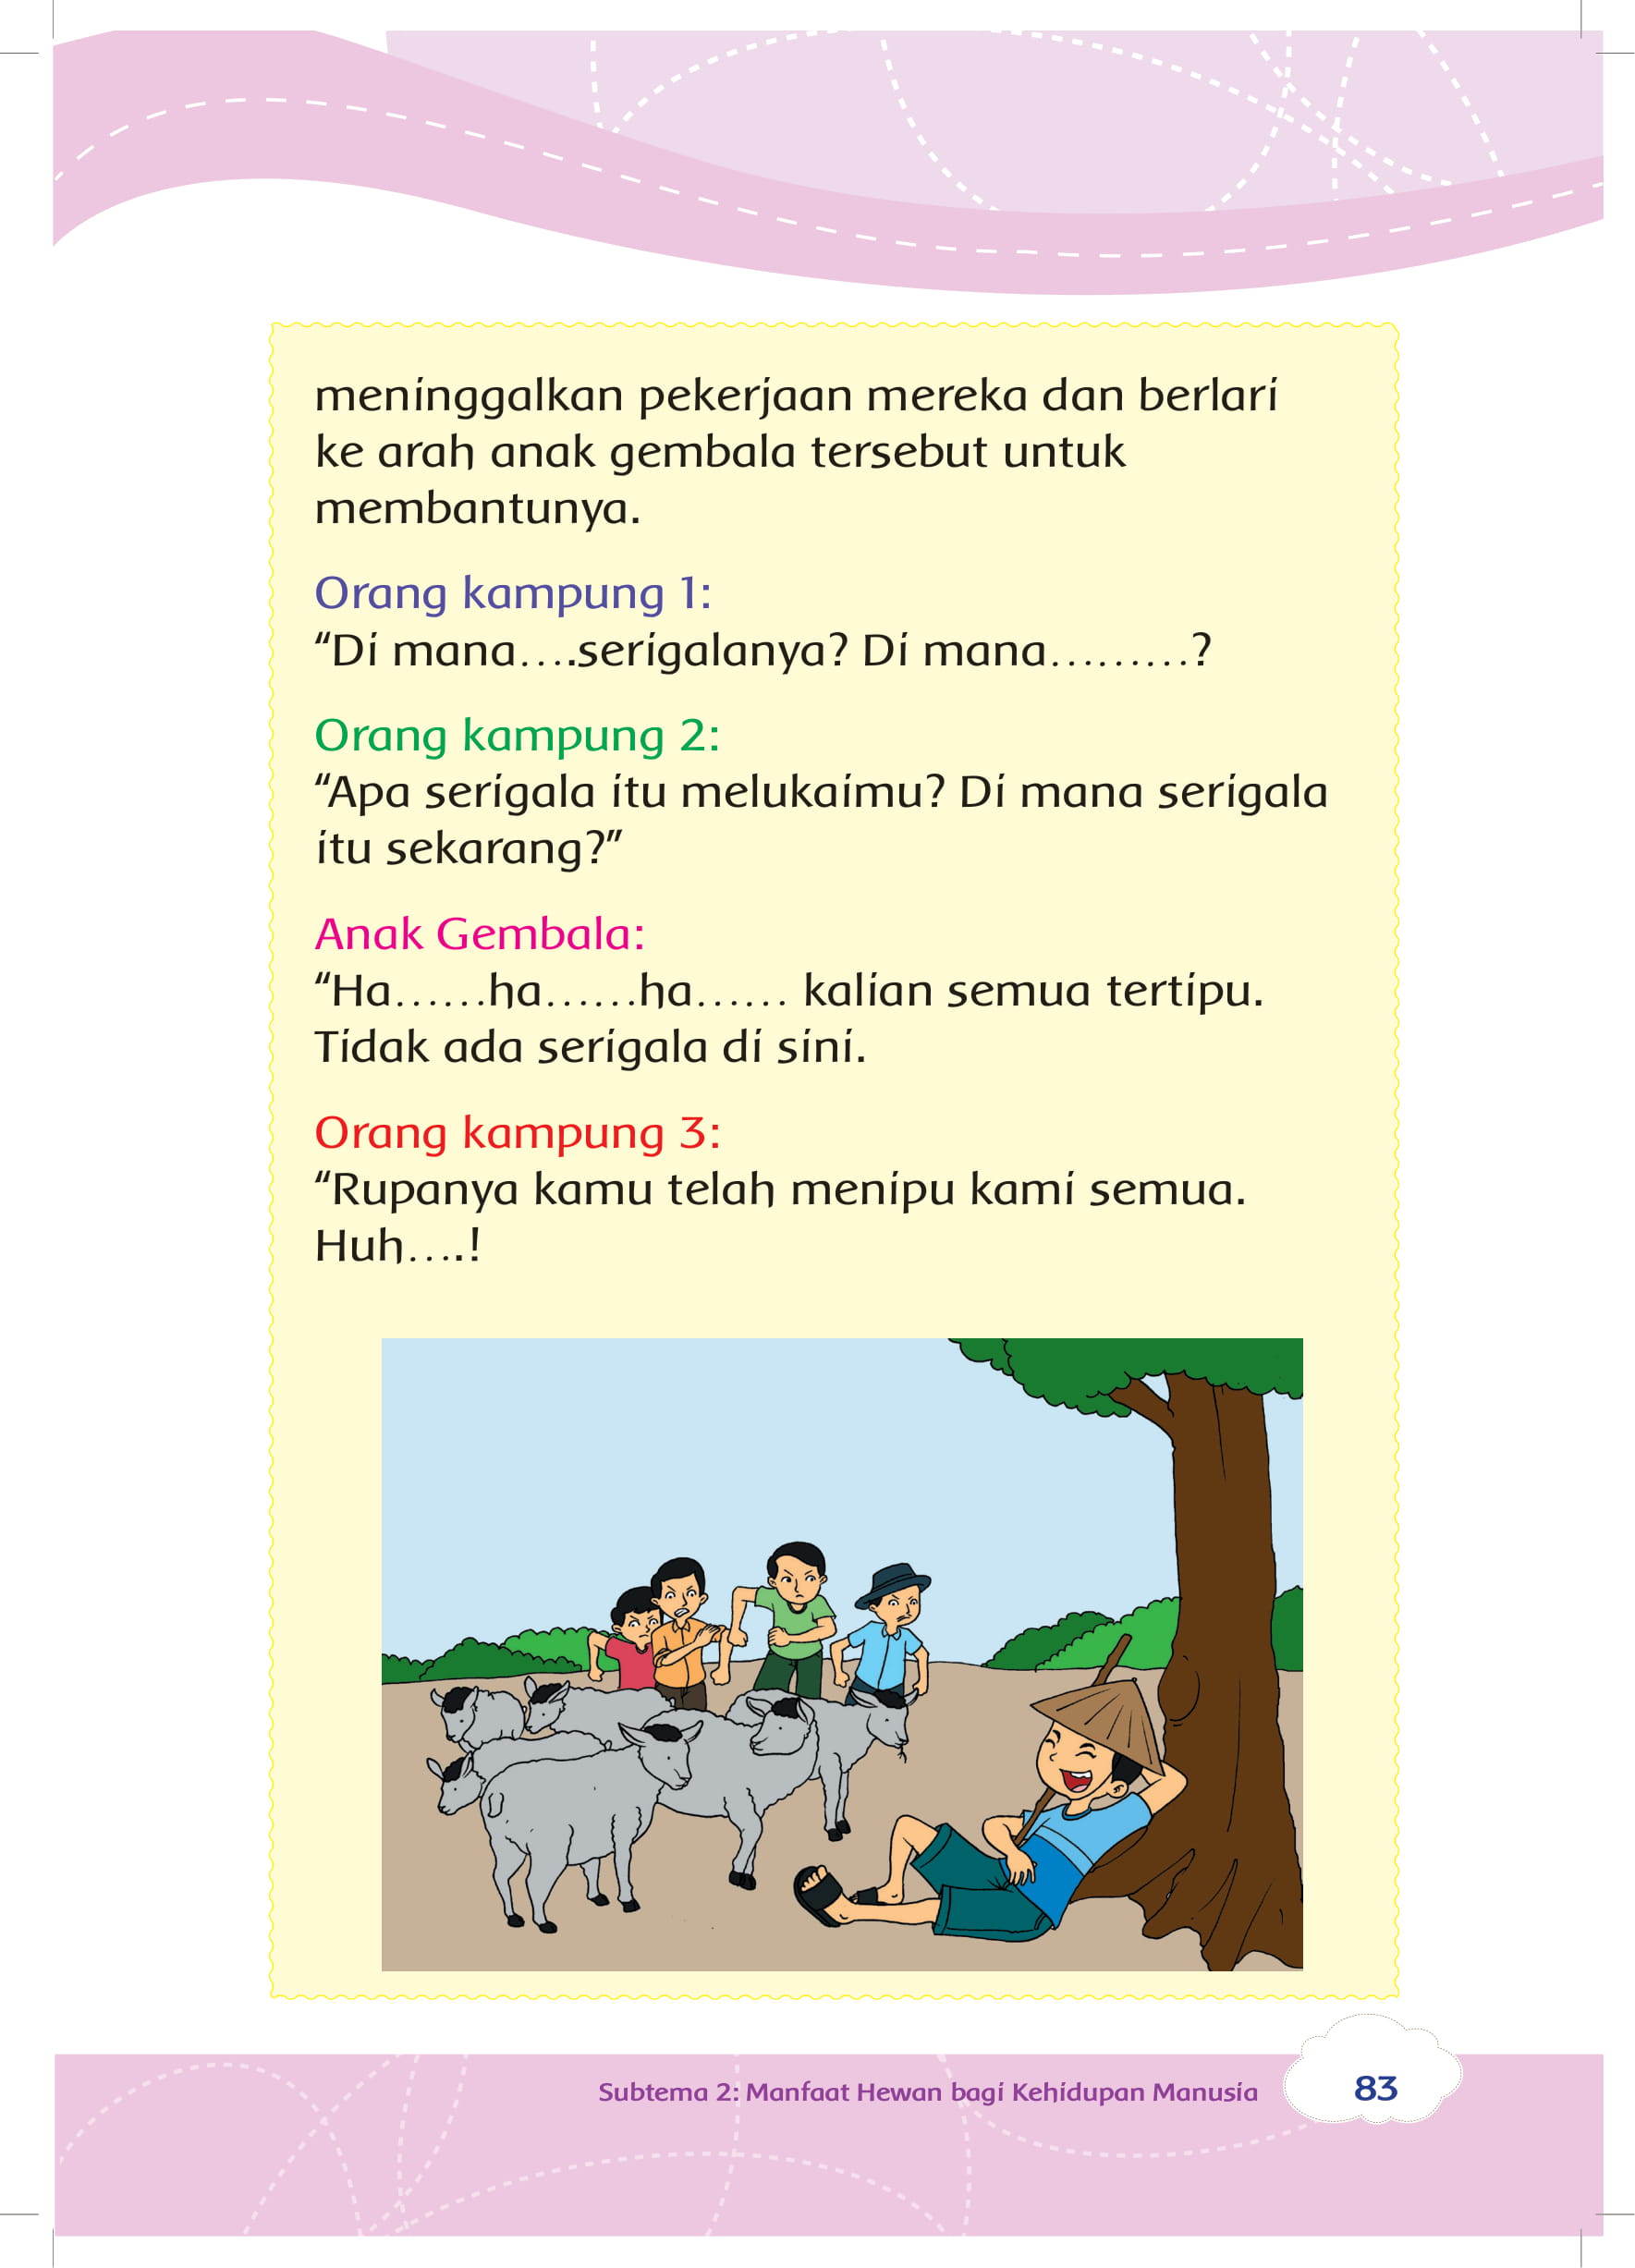 meninggalkan pekerjaan mereka dan berlari
ke arah anak gembala tersebut untuk
membantunya.
Orang kampung 1:
“Di mana….serigalanya? Di mana………?
Orang kampung 2:
“Apa serigala itu melukaimu? Di mana serigala
itu sekarang?”
Anak Gembala:
“Ha……ha……ha…… kalian semua tertipu.
Tidak ada serigala di sini.
Orang kampung 3:
“Rupanya kamu telah menipu kami semua.
Huh….!
Subtema 2: Manfaat Hewan bagi Kehidupan Manusia
83